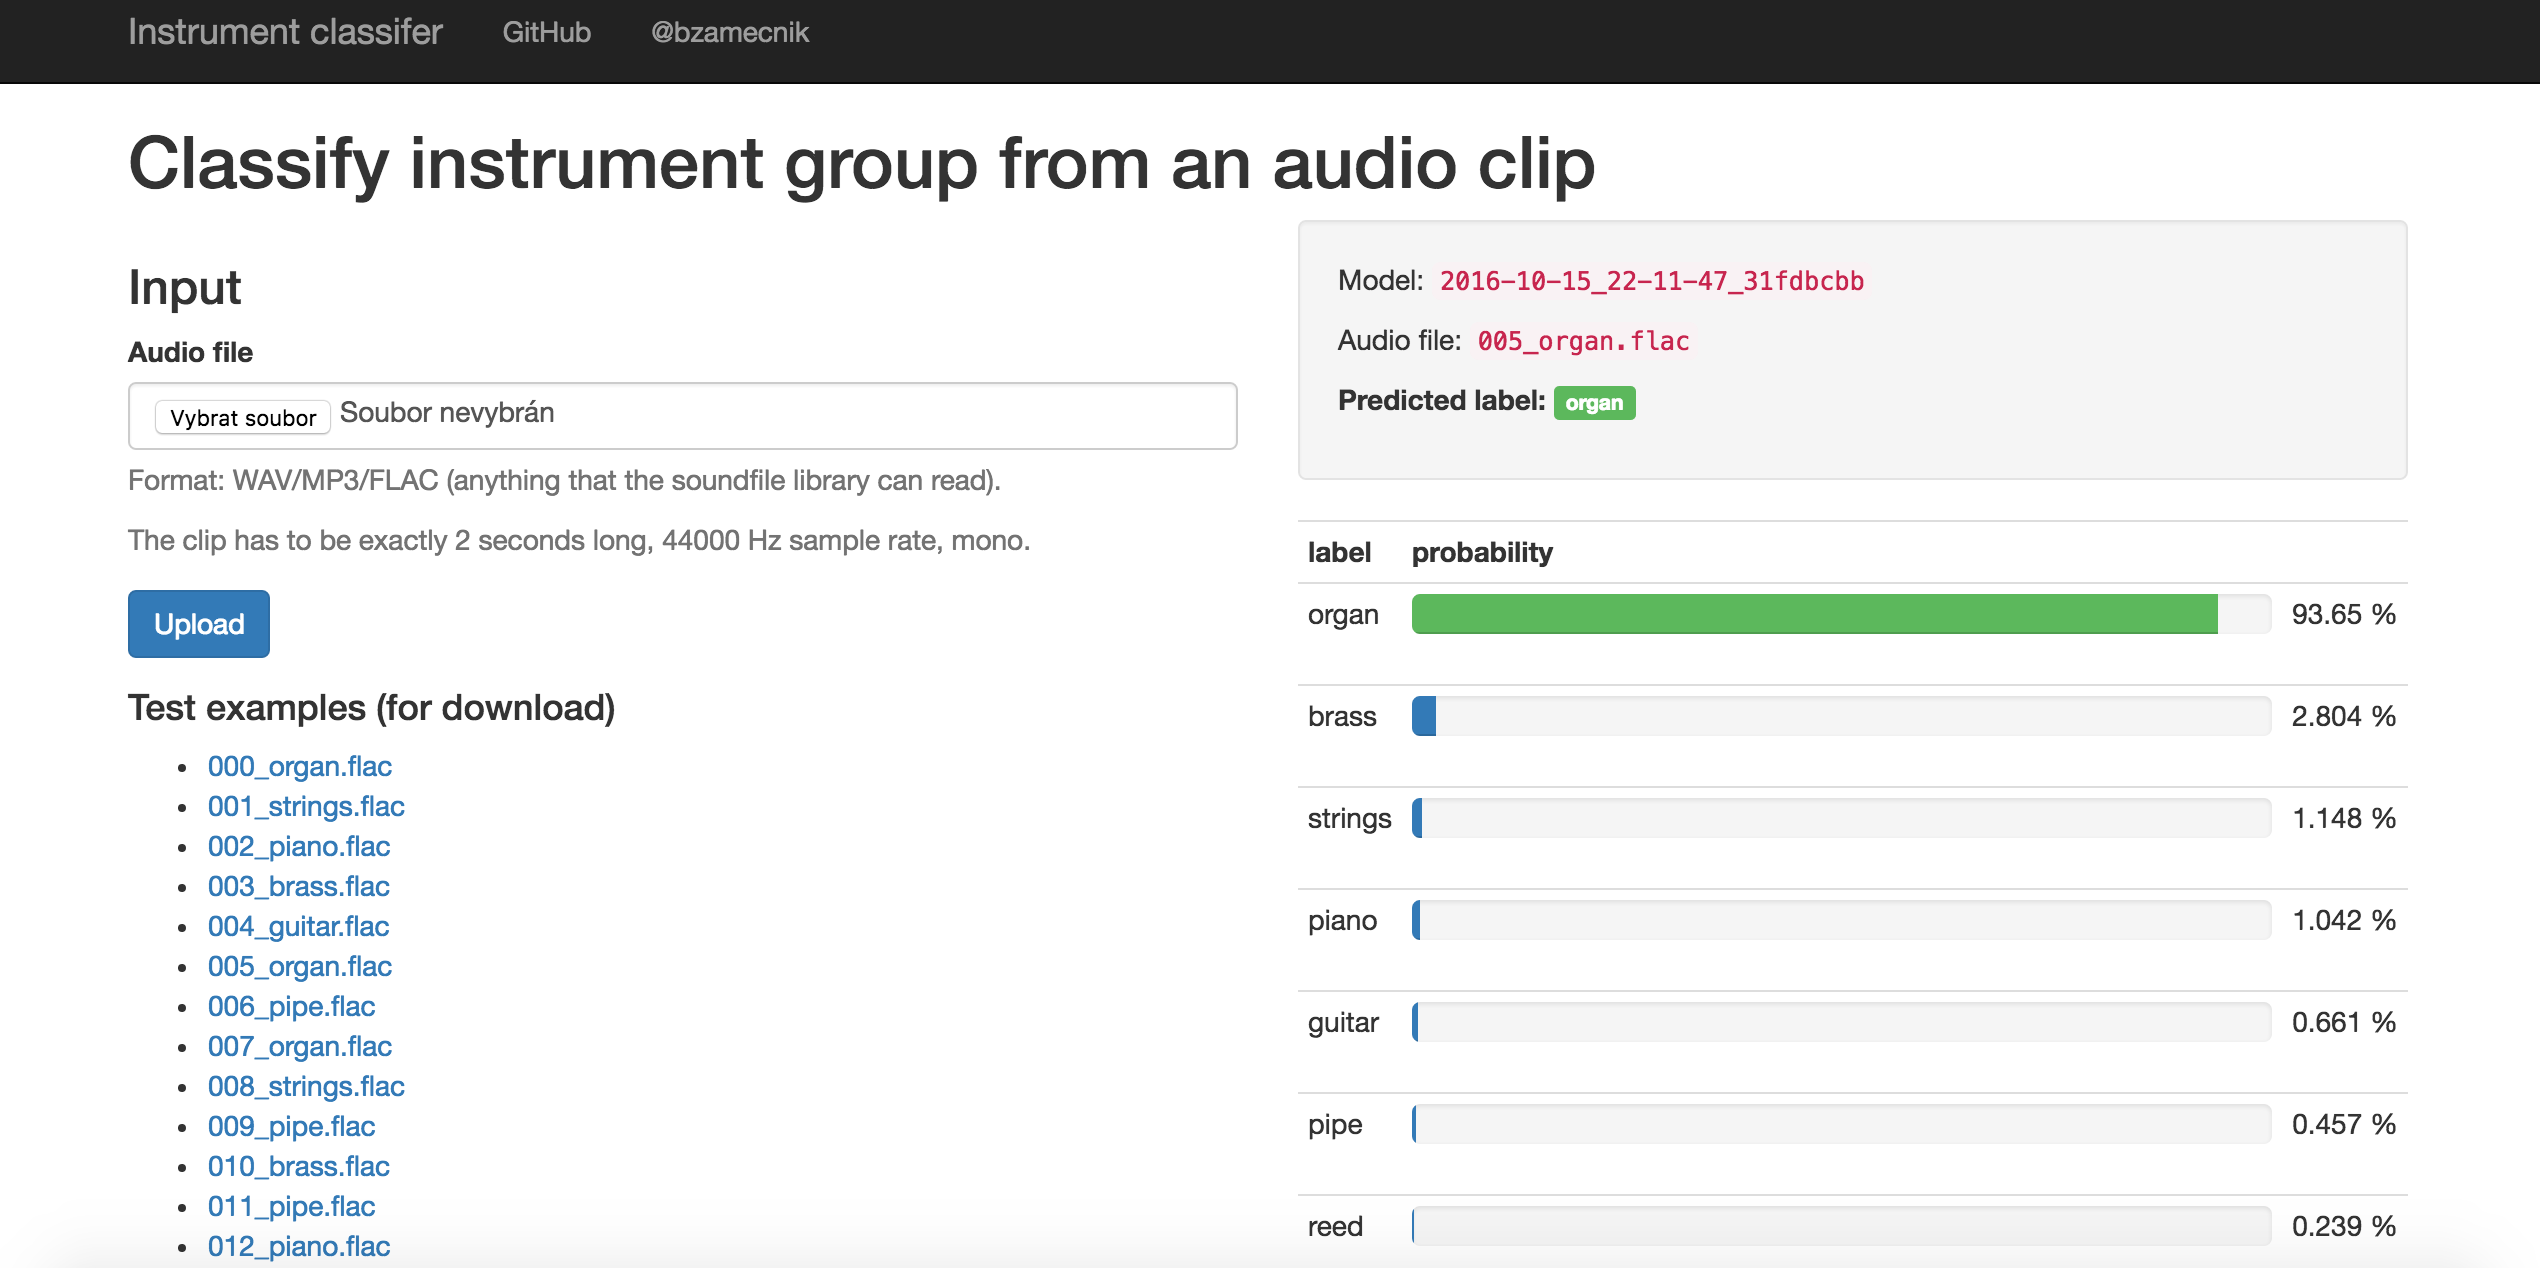 Instrument classifer GitHub @bzamecnik
Classify instrument group from an audio clip
Input
Audio file
Vybrat soubor Soubor nevybrán
Format: WAV/MP3/FLAC (anything that the soundfile library can read).
The clip has to be exactly 2 seconds long, 44000 Hz sample rate, mono.
Upload
Test examples (for download)
000_organ.flac
001_strings.flac
002_piano.flac
003_brass.flac
004_guitar.flac
005_organ.flac
006_pipe.flac
007_organ.flac
008_strings.flac
009_pipe.flac
010_brass.flac
011_pipe.flac
012_piano.flac
Model: 2016-10-15_22-11-47_31fdbcbb
Audio file: 005_organ.flac
Predicted label: organ
label probability
organ 93.65 %
brass 2.804 %
strings 1.148 %
piano 1.042 %
guitar 0.661 %
pipe 0.457 %
reed 0.239 %